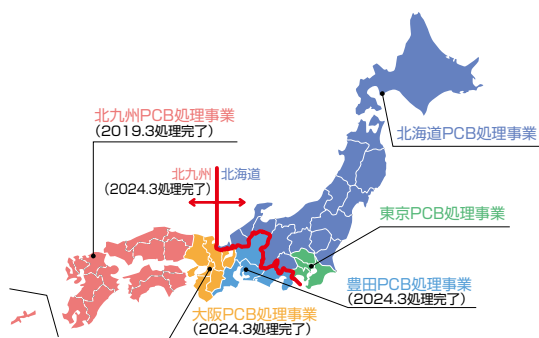 北九州PCB処理事業
(2019.3処理完了)
北海道PCB処理事業
北九州 北海道
(2024.3処理完了)
東京PCB処理事業
豊田PCB処理事業
(2024.3処理完了)
大阪PCB処理事業
(2024.3処理完了)